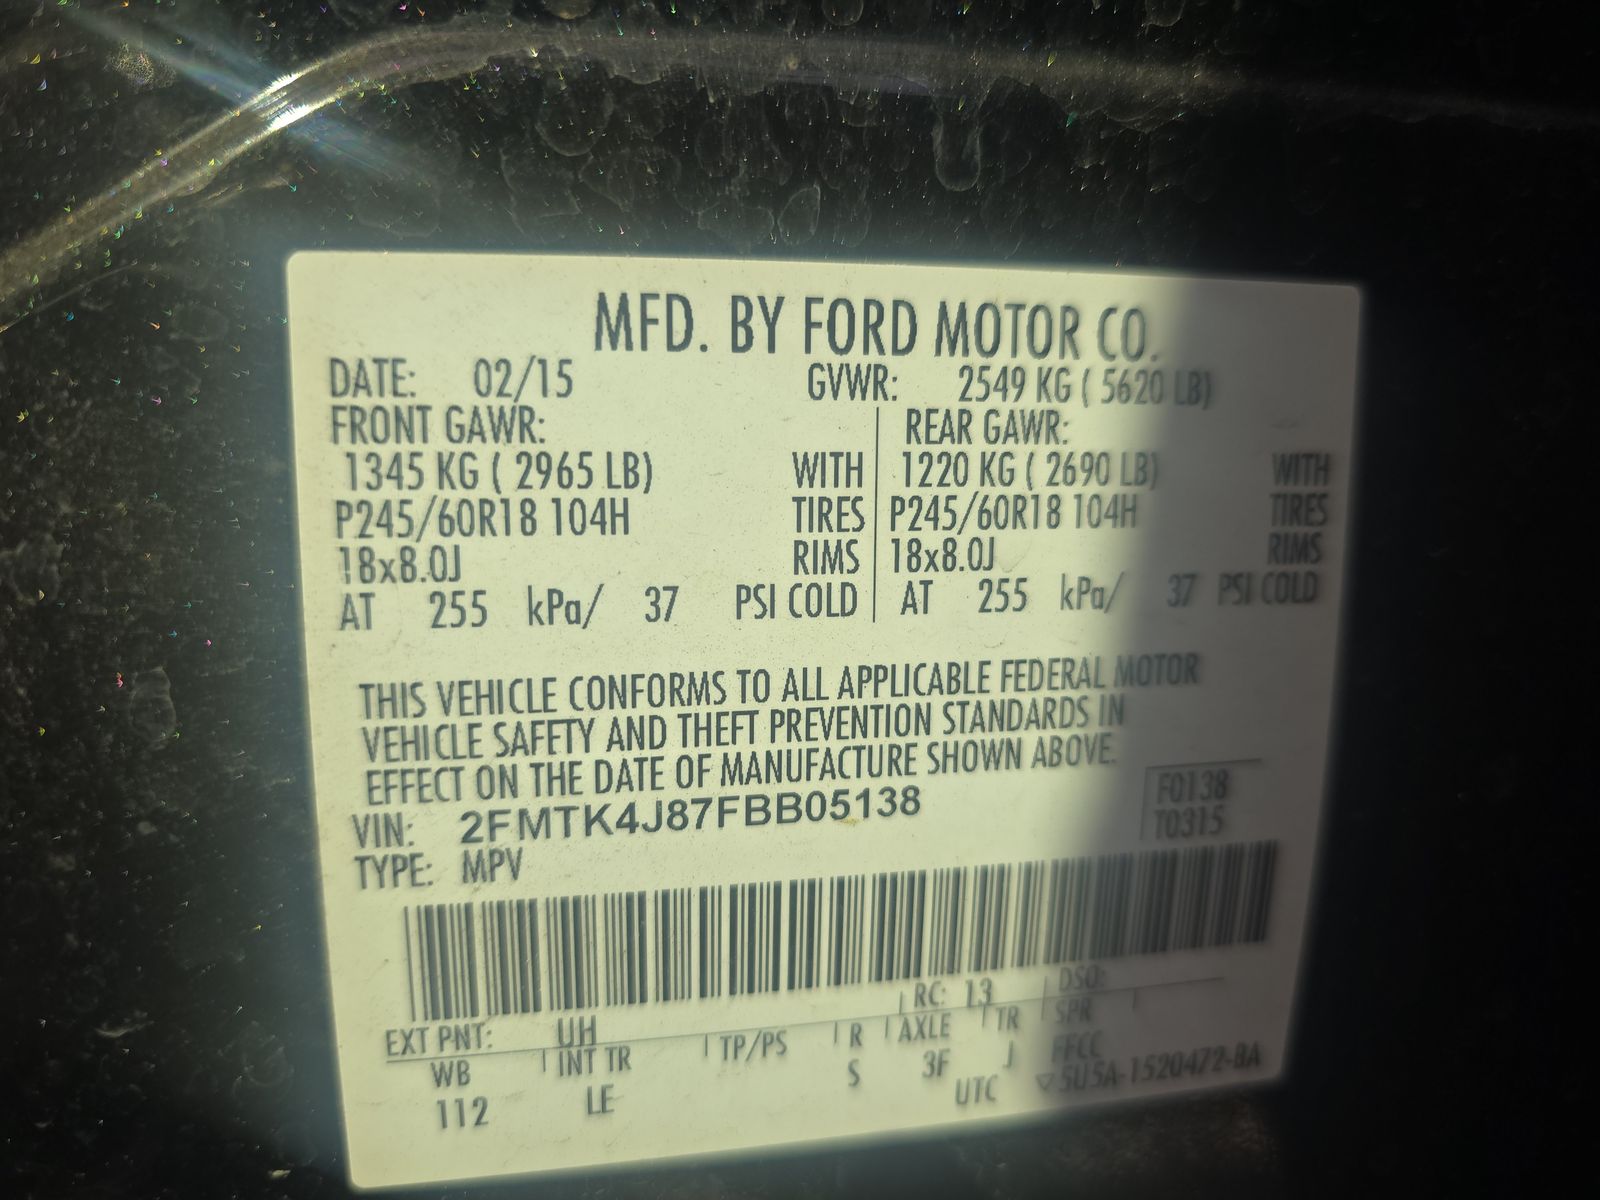 MFD. BY FORD MOTOR CO.
DATE: 02/15 GVWR: 2549 KG ( 5620 LB)
FRONT GAWR: REAR GAWR:
1345 KG ( 2965 LB) WITH 1220 KG ( 2690 LB) WITH
P245/60R18 104H TIRES P245/60R18 104H TIRES
18x8.0J RIMS 18x8.0J RIMS
AT 255 kPa/ 37 PSI COLD AT 255 kPa/ 37 PSI COLD
THIS VEHICLE CONFORMS TO ALL APPLICABLE FEDERAL MOTOR
VEHICLE SAFETY AND THEFT PREVENTION STANDARDS IN
EFFECT ON THE DATE OF MANUFACTURE SHOWN ABOVE.
F0138
VIN: 2FMTK4J87FBB05138
T0315
TYPE: MPV
EXT PNT: UH RC: 13 DSO:
WB INT TR TP/PS R AXLE TR SPR
112 LE S 3F J FFCC
UTC ▽5U5A-1520472-BA